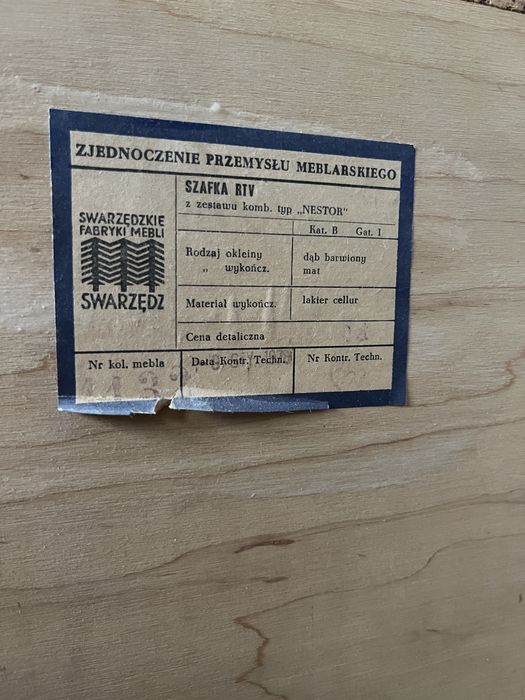 ZJEDNOCZENIE PRZEMYSŁU MEBLARSKIEGO
SWARZĘDZKIE
FABRYKI MEBLI
SWARZĘDZ
SZAFKA RTV
z zestawu komb. typ „NESTOR"
Kat. B Gat. I
Rodzaj okleiny dąb barwiony
„ wykończ. mat
Materiał wykończ. lakier cellur
Cena detaliczna
Nr kol. mebla Data Kontr. Techn. Nr Kontr. Techn.